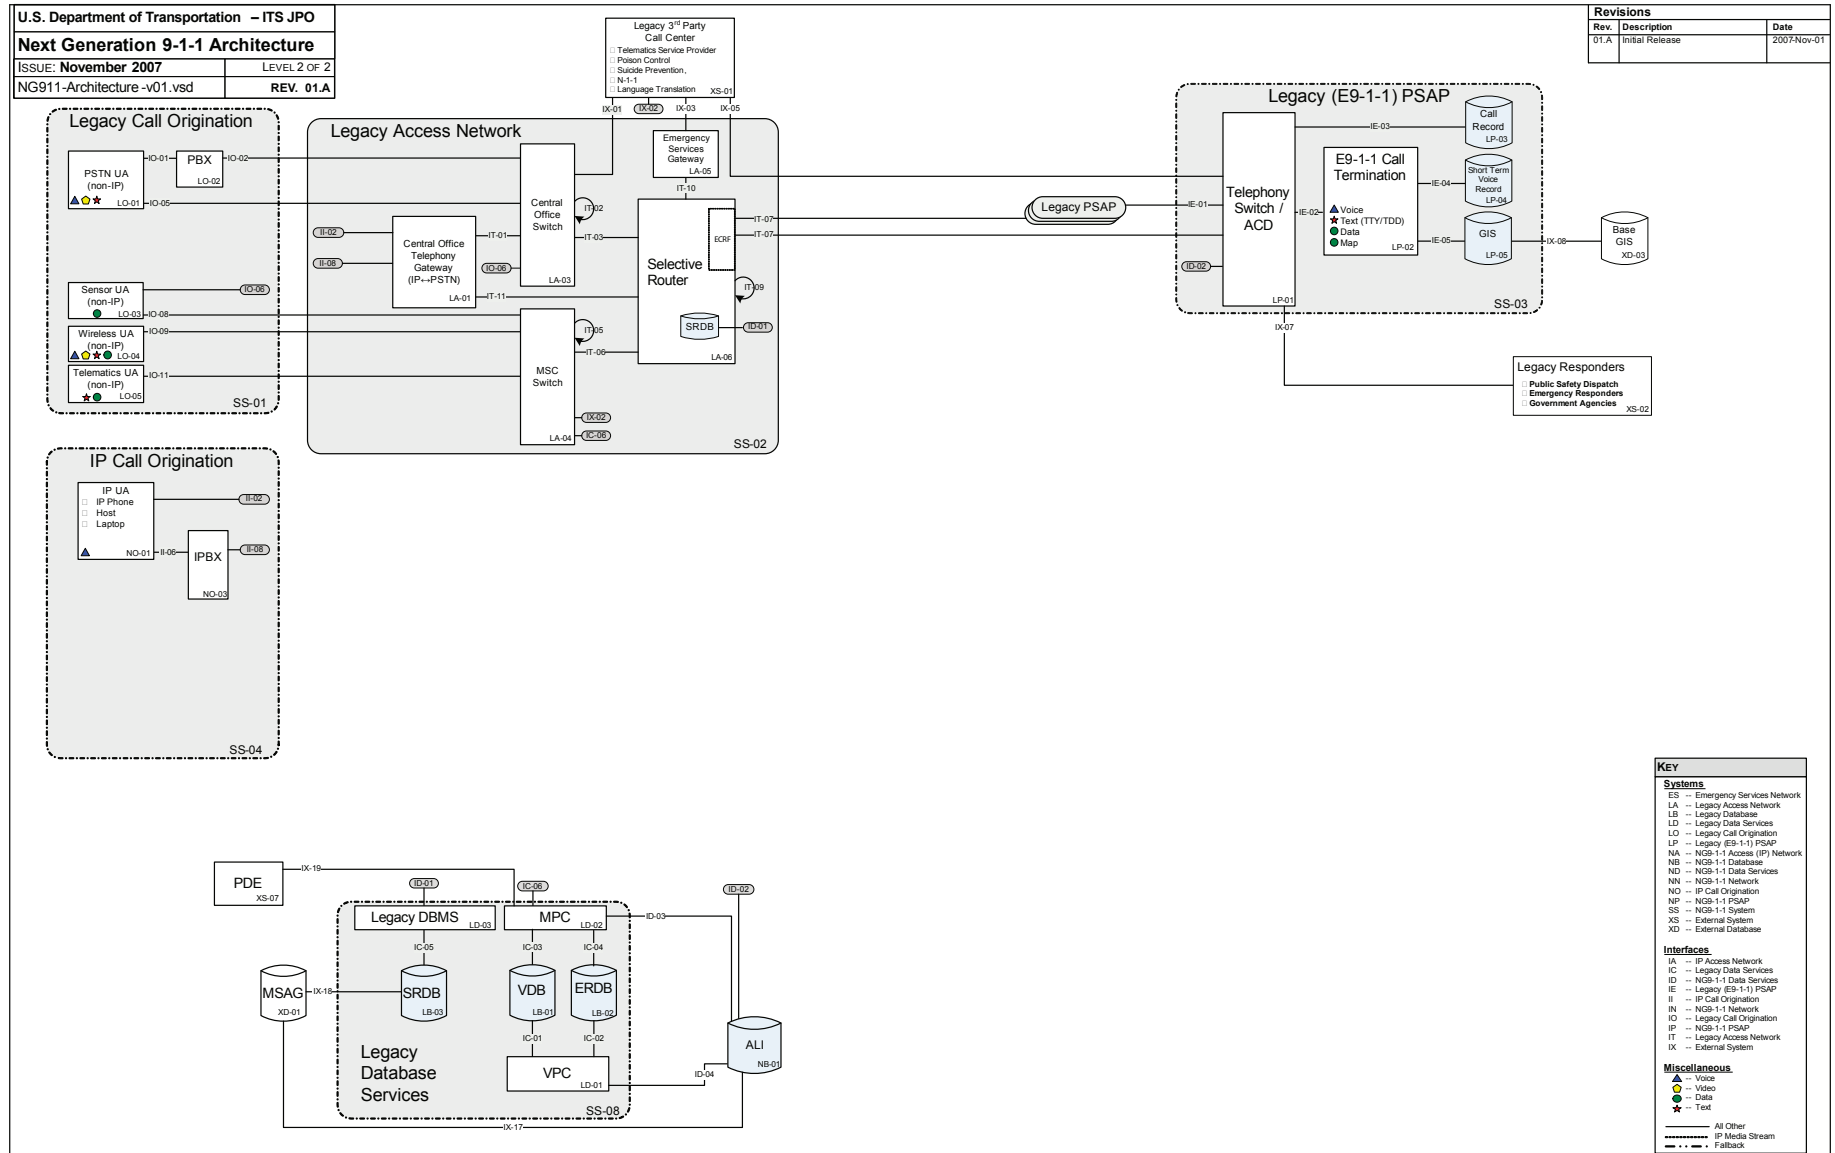 U.S. Department of Transportation – ITS JPO
Next Generation 9-1-1 Architecture
ISSUE: November 2007
LEVEL 2 OF 2
NG911-Architecture -v01.vsd
REV. 01.A
Revisions
Rev. Description Date
01.A Initial Release 2007-Nov-01
Legacy 3rd Party
Call Center
Telematics Service Provider
Poison Control
Suicide Prevention,
N-1-1
Language Translation
XS-01
IX-01
IX-02
IX-03
IX-05
Legacy Call Origination
PSTN UA
(non-IP)
LO-01
IO-01
PBX
LO-02
IO-02
IO-05
Sensor UA
(non-IP)
LO-03
IO-06
IO-08
Wireless UA
(non-IP)
LO-04
IO-09
Telematics UA
(non-IP)
LO-05
IO-11
SS-01
Legacy Access Network
Emergency
Services
Gateway
LA-05
IT-10
Central
Office
Switch
LA-03
IT-02
IT-03
II-02
II-08
Central Office
Telephony
Gateway
(IP↔PSTN)
LA-01
IT-01
IO-06
IT-11
MSC
Switch
LA-04
IT-05
IT-06
IX-02
IC-06
Selective
Router
ECRF
SRDB
LA-06
IT-07
IT-07
IT-09
ID-01
SS-02
Legacy PSAP
Legacy (E9-1-1) PSAP
IE-01
ID-02
Telephony
Switch /
ACD
LP-01
IE-03
IE-02
E9-1-1 Call
Termination
Voice
Text (TTY/TDD)
Data
Map
LP-02
Call
Record
LP-03
IE-04
Short Term
Voice
Record
LP-04
IE-05
GIS
LP-05
SS-03
IX-08
Base
GIS
XD-03
IX-07
Legacy Responders
Public Safety Dispatch
Emergency Responders
Government Agencies
XS-02
IP Call Origination
IP UA
IP Phone
Host
Laptop
NO-01
II-02
II-06
IPBX
NO-03
II-08
SS-04
PDE
XS-07
IX-19
ID-01
IC-06
ID-02
Legacy DBMS
LD-03
MPC
LD-02
ID-03
IC-05
IC-03
IC-04
MSAG
XD-01
IX-18
SRDB
LB-03
VDB
LB-01
ERDB
LB-02
IC-01
IC-02
VPC
LD-01
ID-04
ALI
NB-01
Legacy
Database
Services
SS-08
IX-17
KEY
Systems
ES -- Emergency Services Network
LA -- Legacy Access Network
LB -- Legacy Database
LD -- Legacy Data Services
LO -- Legacy Call Origination
LP -- Legacy (E9-1-1) PSAP
NA -- NG9-1-1 Access (IP) Network
NB -- NG9-1-1 Database
ND -- NG9-1-1 Data Services
NN -- NG9-1-1 Network
NO -- IP Call Origination
NP -- NG9-1-1 PSAP
SS -- NG9-1-1 System
XS -- External System
XD -- External Database
Interfaces
IA -- IP Access Network
IC -- Legacy Data Services
ID -- NG9-1-1 Data Services
IE -- Legacy (E9-1-1) PSAP
II -- IP Call Origination
IN -- NG9-1-1 Network
IO -- Legacy Call Origination
IP -- NG9-1-1 PSAP
IT -- Legacy Access Network
IX -- External System
Miscellaneous
-- Voice
-- Video
-- Data
-- Text
All Other
IP Media Stream
Fallback